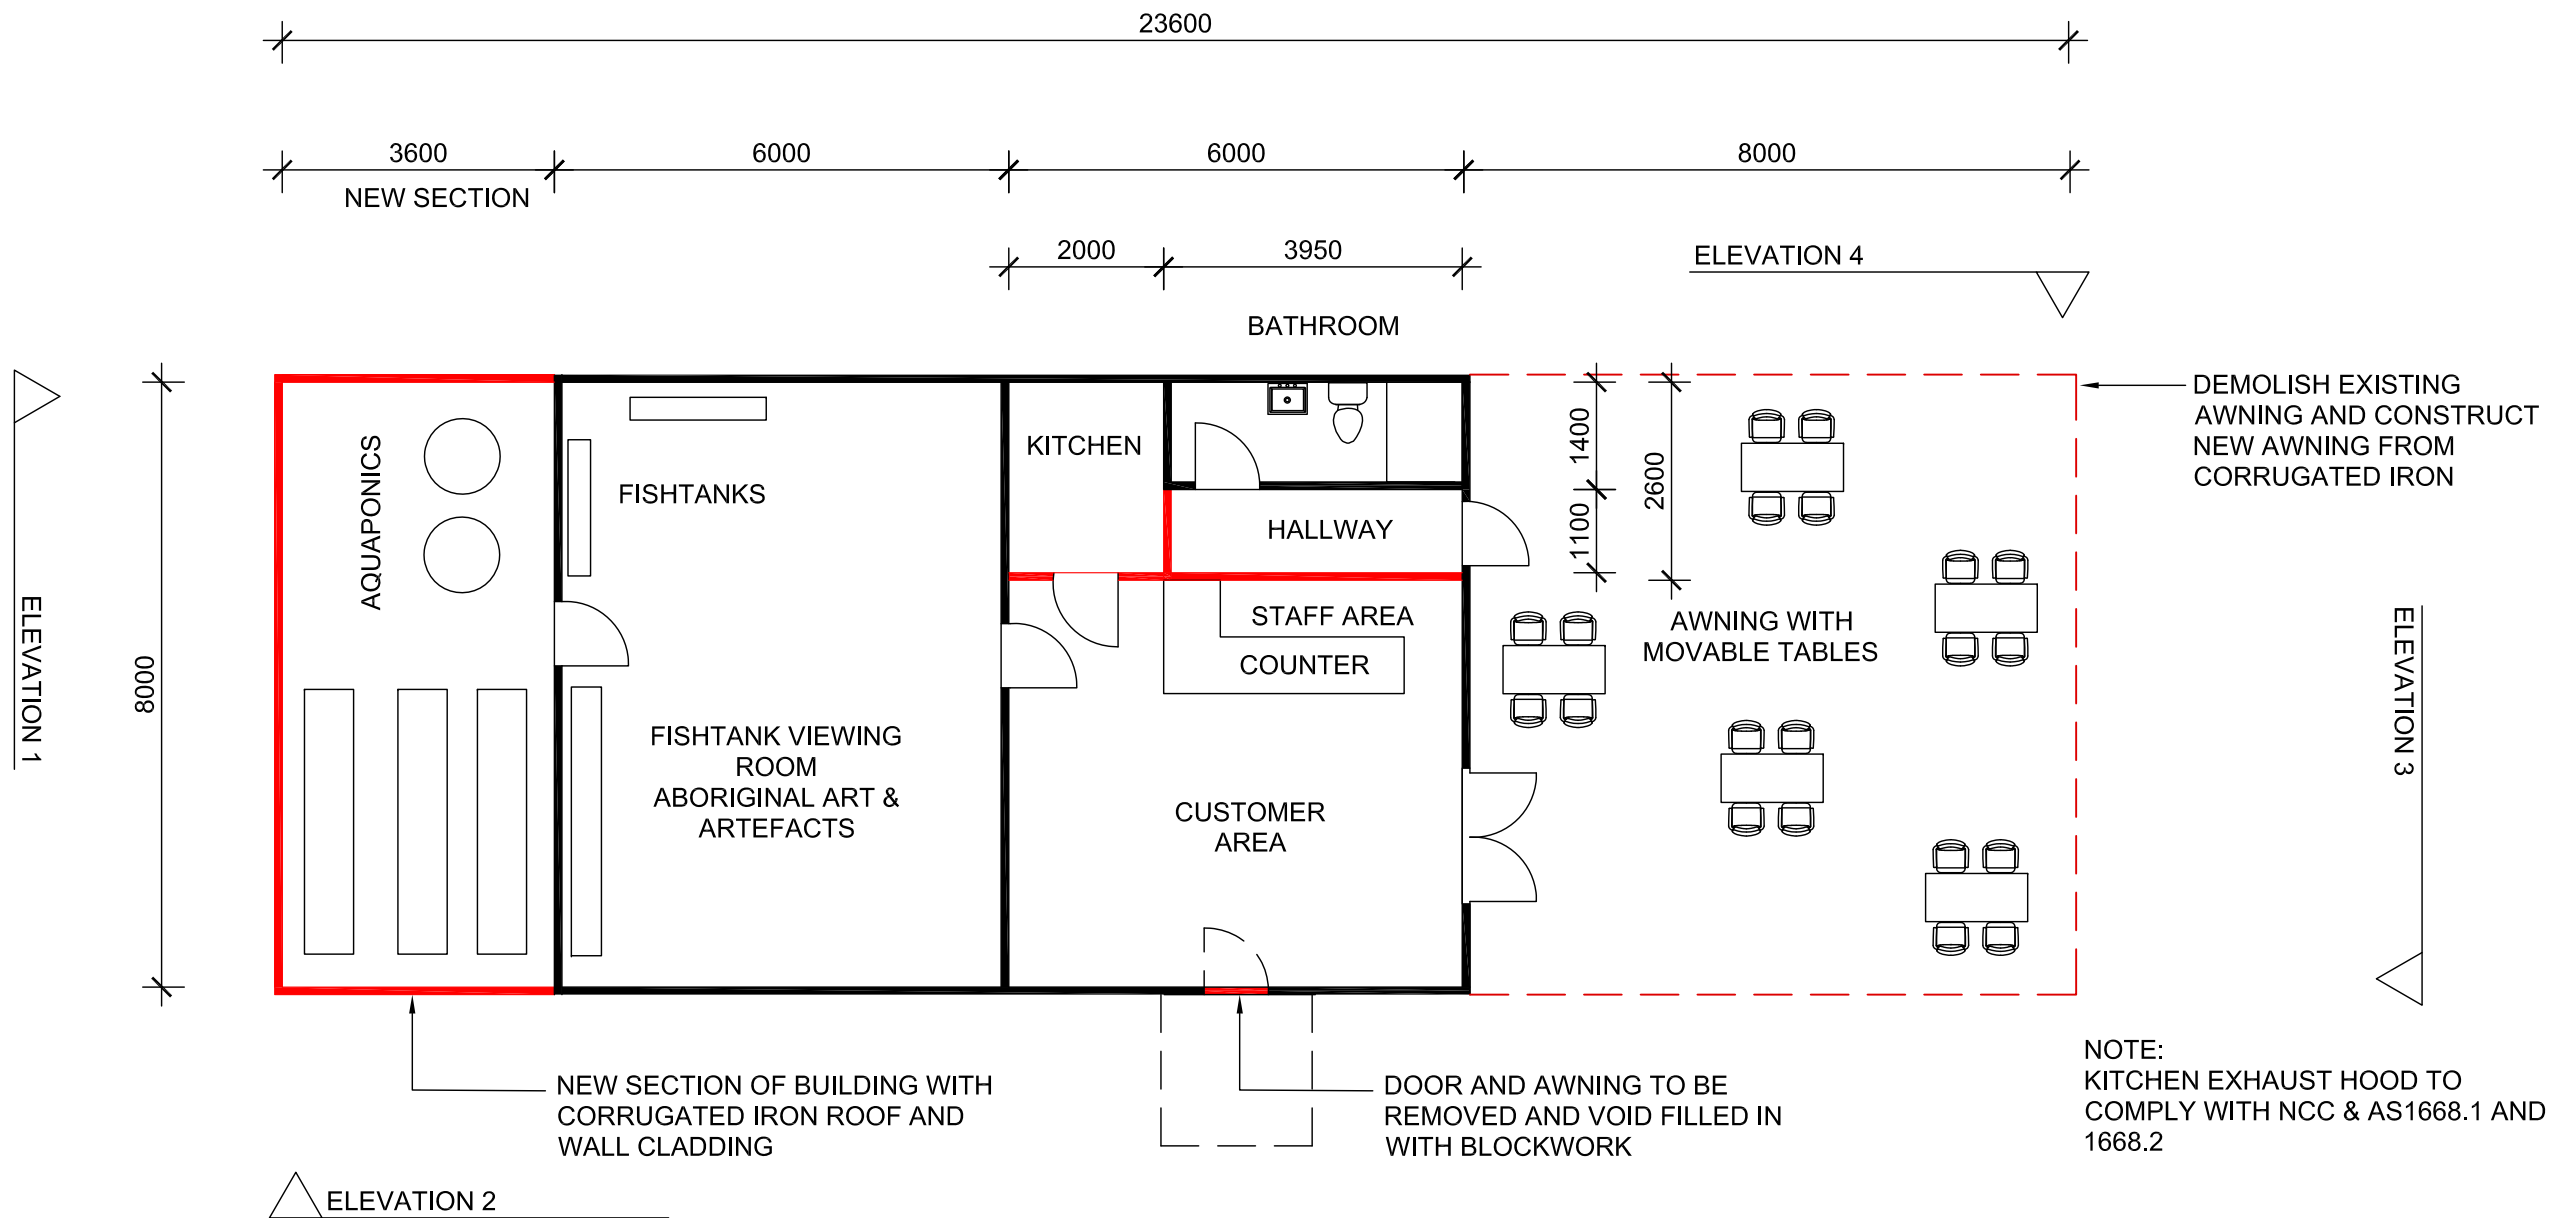 23600
3600
6000
6000
8000
NEW SECTION
2000
3950
ELEVATION 4
BATHROOM
DEMOLISH EXISTING
AWNING AND CONSTRUCT
NEW AWNING FROM
CORRUGATED IRON
1400
2600
1100
KITCHEN
AQUAPONICS
FISHTANKS
HALLWAY
STAFF AREA
COUNTER
AWNING WITH
MOVABLE TABLES
ELEVATION 1
8000
ELEVATION 3
FISHTANK VIEWING
ROOM
ABORIGINAL ART &
ARTEFACTS
CUSTOMER
AREA
NEW SECTION OF BUILDING WITH
CORRUGATED IRON ROOF AND
WALL CLADDING
DOOR AND AWNING TO BE
REMOVED AND VOID FILLED IN
WITH BLOCKWORK
NOTE:
KITCHEN EXHAUST HOOD TO
COMPLY WITH NCC & AS1668.1 AND
1668.2
ELEVATION 2